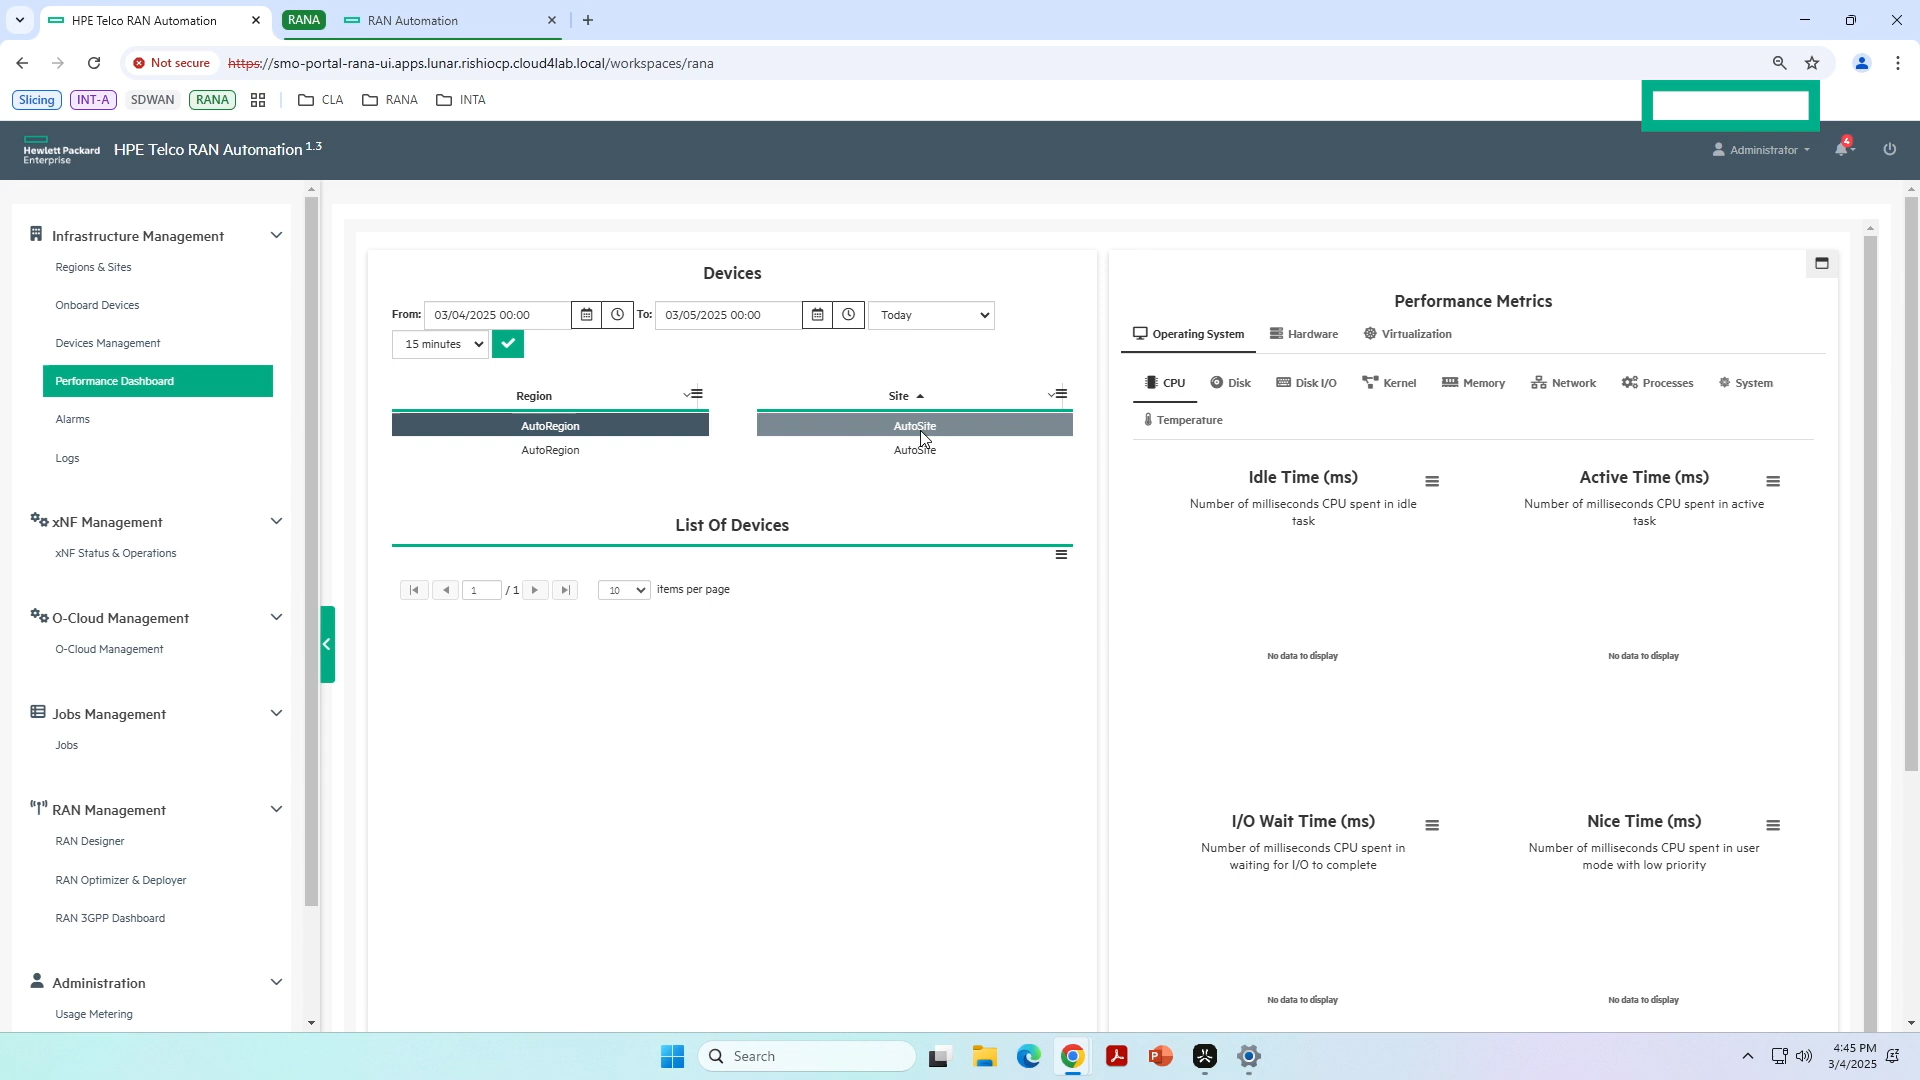 HPE Telco RAN Automation
RANA
RAN Automation
Not secure
https://smo-portal-rana-ui.apps.lunar.rishiocp.cloud4lab.local/workspaces/rana
Slicing
INT-A
SDWAN
RANA
CLA
RANA
INTA
Hewlett Packard
Enterprise
HPE Telco RAN Automation 1.3
Administrator
4
Infrastructure Management
Regions & Sites
Onboard Devices
Devices Management
Performance Dashboard
Alarms
Logs
xNF Management
xNF Status & Operations
O-Cloud Management
O-Cloud Management
Jobs Management
Jobs
RAN Management
RAN Designer
RAN Optimizer & Deployer
RAN 3GPP Dashboard
Administration
Usage Metering
Devices
From: 03/04/2025 00:00 To: 03/05/2025 00:00 Today
15 minutes
Region Site
AutoRegion AutoSite
AutoRegion AutoSite
List Of Devices
1 / 1 10 items per page
Performance Metrics
Operating System Hardware Virtualization
CPU Disk Disk I/O Kernel Memory Network Processes System
Temperature
Idle Time (ms)
Number of milliseconds CPU spent in idle
task
No data to display
Active Time (ms)
Number of milliseconds CPU spent in active
task
No data to display
I/O Wait Time (ms)
Number of milliseconds CPU spent in
waiting for I/O to complete
No data to display
Nice Time (ms)
Number of milliseconds CPU spent in user
mode with low priority
No data to display
Search
4:45 PM
3/4/2025